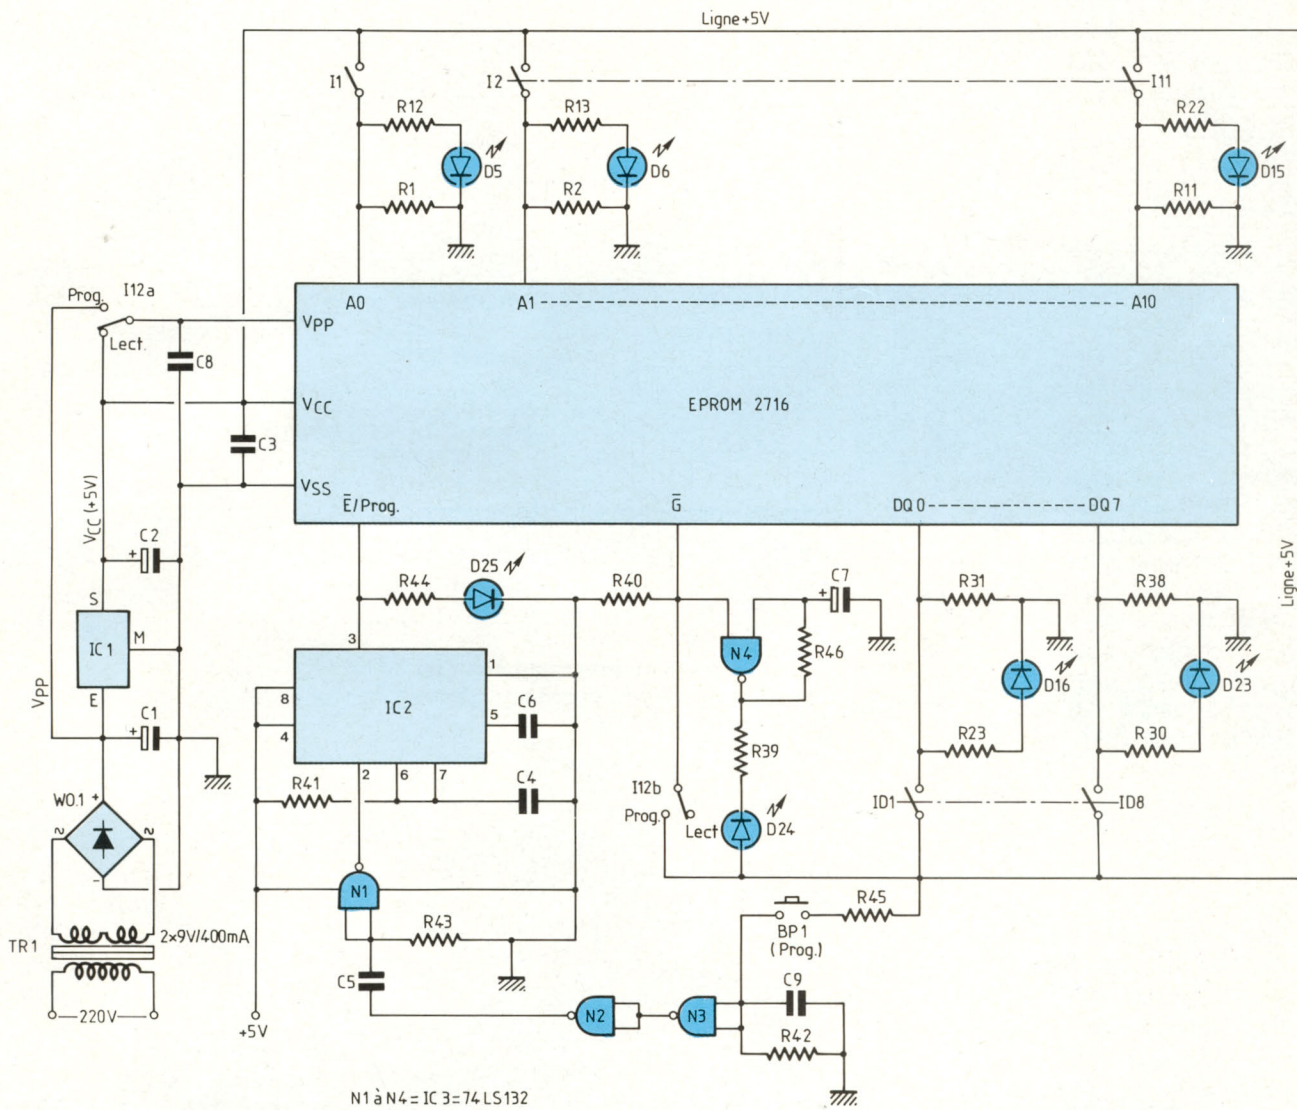 Ligne+5V
I1
I2
I11
R12
R13
R22
D5
D6
D15
R1
R2
R11
Prog.
I12a
Lect.
C8
VPP
A0
A1
A10
VCC
EPROM 2716
C3
VSS
VCC (+5V)
E̅/Prog.
G̅
DQ0
DQ7
C2
+
S
IC1
M
E
VPP
C1
+
W0.1
+
~
~
-
TR1
2x9V/400mA
220V
+5V
D25
R44
R40
C7
+
3
1
8
IC2
4
5
C6
2
6
7
R41
C4
N4
R46
R39
I12b
Prog.
Lect
D24
R31
R38
D16
D23
R23
R30
ID1
ID8
Ligne+5V
N1
R43
C5
BP1
(Prog.)
R45
C9
N2
N3
R42
N1 à N4 = IC3 = 74LS132